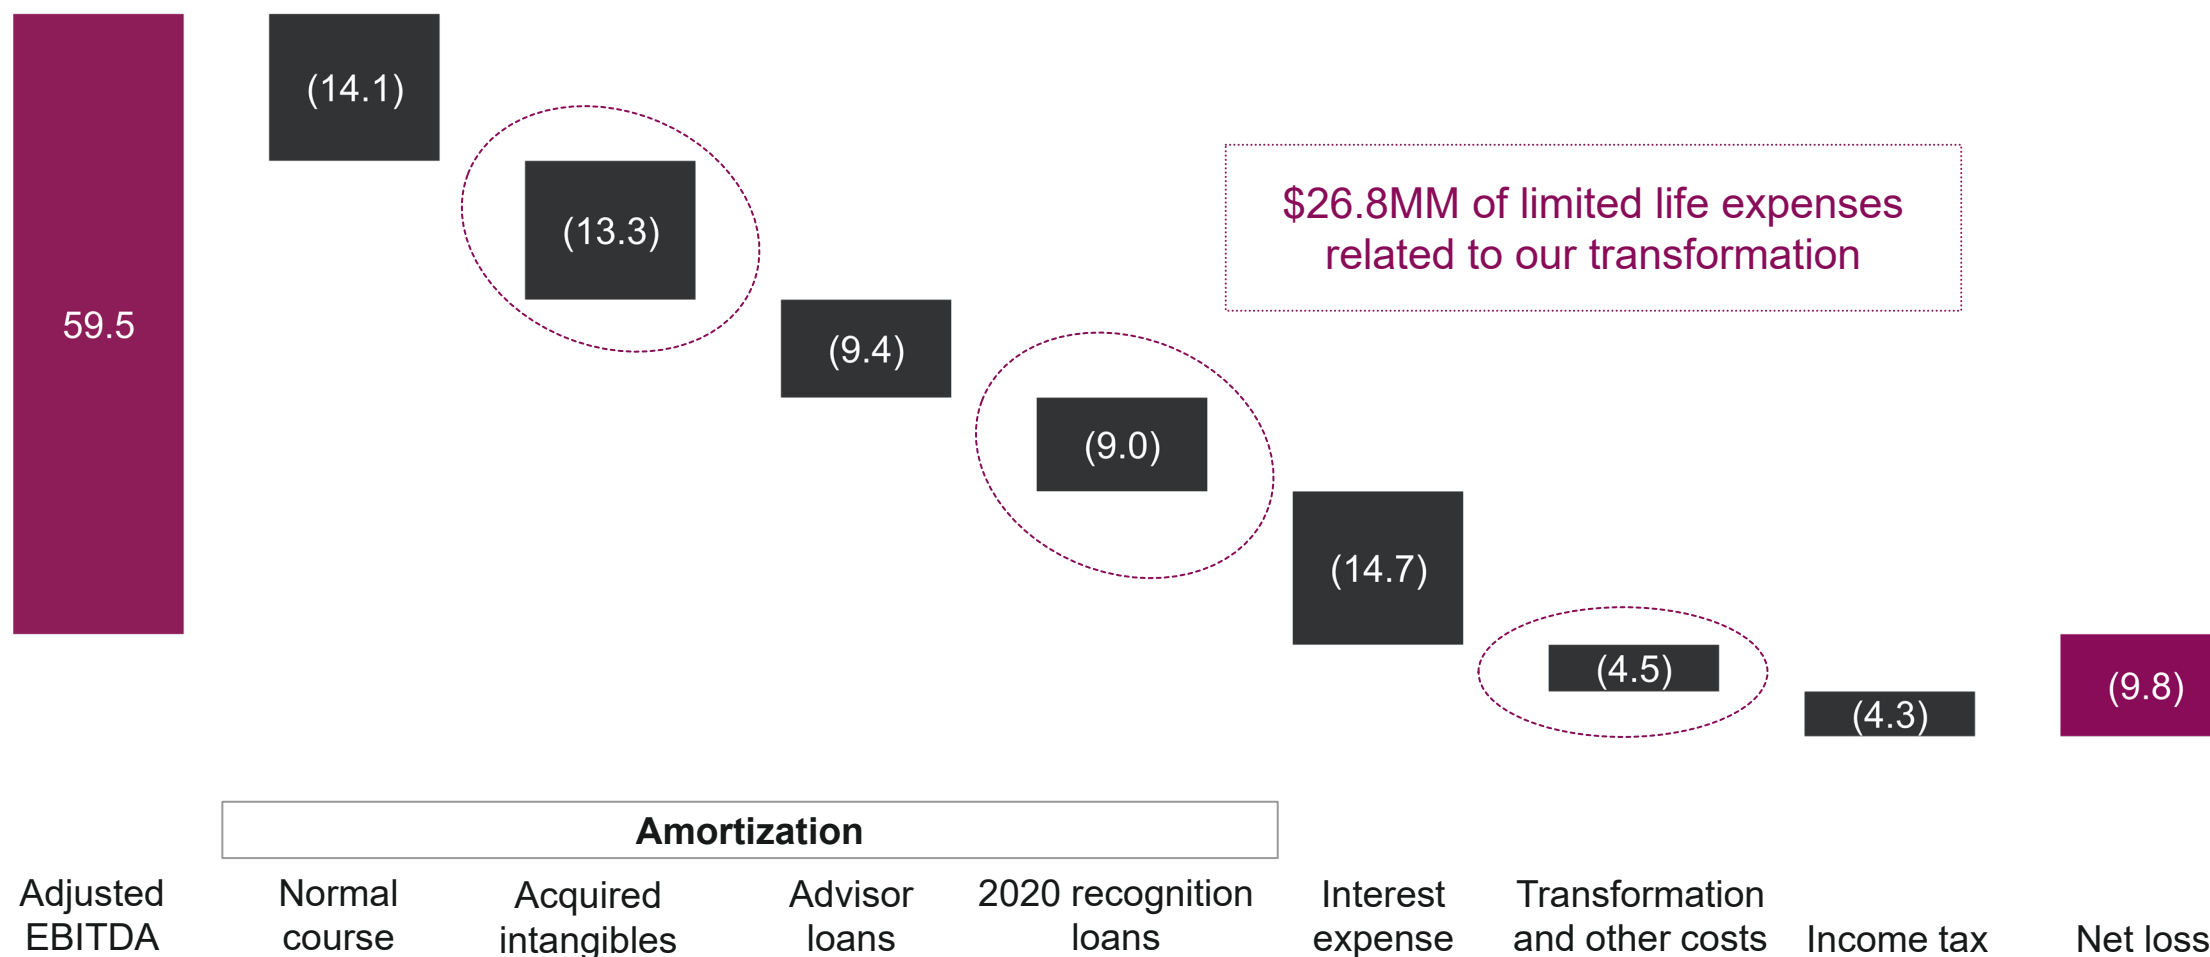 59.5
(14.1)
(13.3)
(9.4)
(9.0)
(14.7)
(4.5)
(4.3)
(9.8)
$26.8MM of limited life expenses
related to our transformation
Amortization
Adjusted
EBITDA
Normal
course
Acquired
intangibles
Advisor
loans
2020 recognition
loans
Interest
expense
Transformation
and other costs
Income tax
Net loss